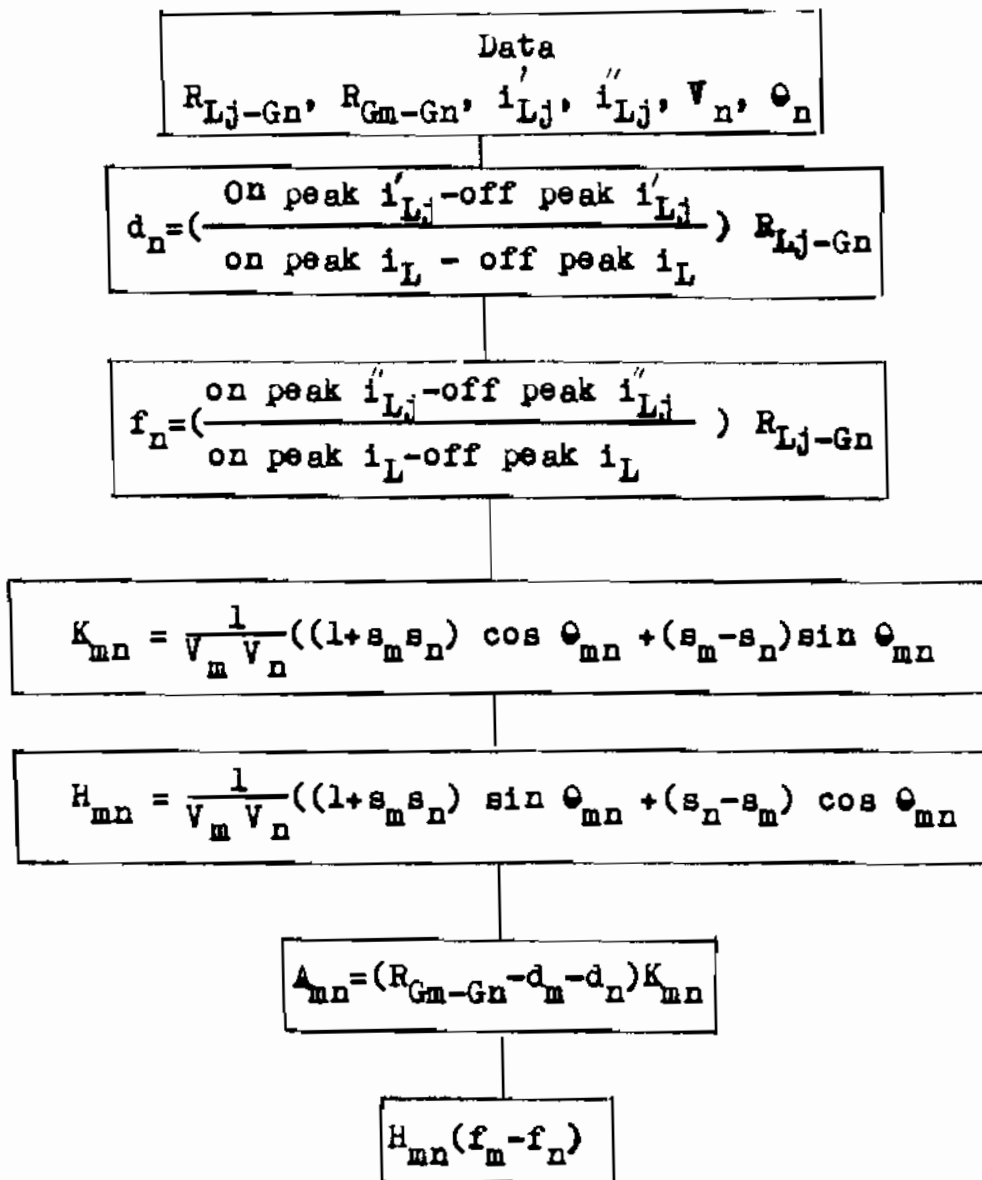 Data
R_{Lj-Gn}, R_{Gm-Gn}, i'_{Lj}, i''_{Lj}, V_n, θ_n
d_n=(\frac{On peak i'_{Lj}-off peak i'_{Lj}}{on peak i_L - off peak i_L}) R_{Lj-Gn}
f_n=(\frac{on peak i''_{Lj}-off peak i''_{Lj}}{on peak i_L-off peak i_L}) R_{Lj-Gn}
K_{mn} = \frac{1}{V_m V_n}((1+s_m s_n) cos θ_{mn} +(s_m-s_n)sin θ_{mn}
H_{mn} = \frac{1}{V_m V_n}((1+s_m s_n) sin θ_{mn} +(s_n-s_m) cos θ_{mn}
A_{mn}=(R_{Gm-Gn}-d_m-d_n)K_{mn}
H_{mn}(f_m-f_n)